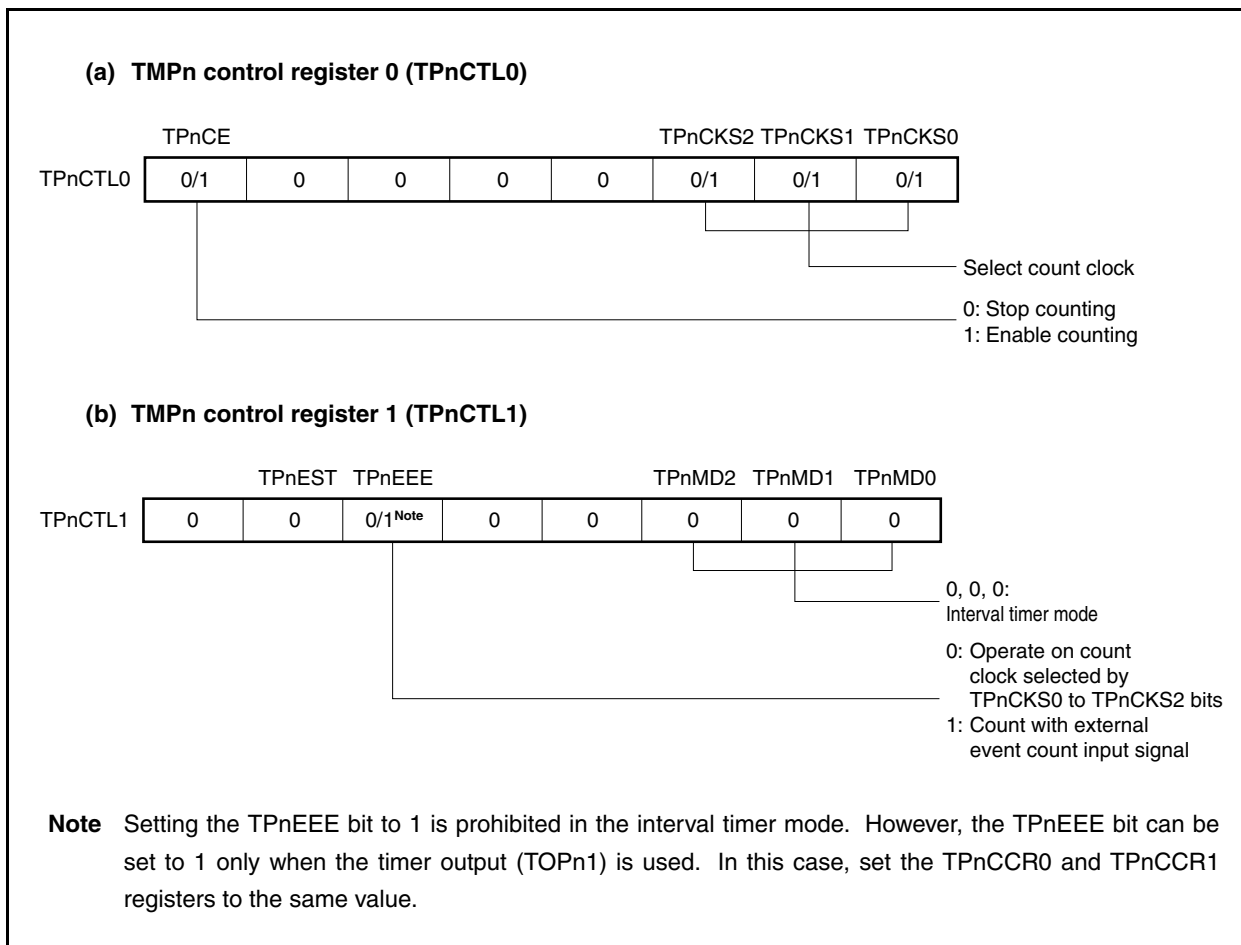 (a) TMPn control register 0 (TPnCTL0)
TPnCE TPnCKS2 TPnCKS1 TPnCKS0
TPnCTL0 0/1 0 0 0 0 0/1 0/1 0/1
Select count clock
0: Stop counting
1: Enable counting
(b) TMPn control register 1 (TPnCTL1)
TPnEST TPnEEE TPnMD2 TPnMD1 TPnMD0
TPnCTL1 0 0 0/1Note 0 0 0 0 0
0, 0, 0:
Interval timer mode
0: Operate on count
clock selected by
TPnCKS0 to TPnCKS2 bits
1: Count with external
event count input signal
Note Setting the TPnEEE bit to 1 is prohibited in the interval timer mode. However, the TPnEEE bit can be
set to 1 only when the timer output (TOPn1) is used. In this case, set the TPnCCR0 and TPnCCR1
registers to the same value.